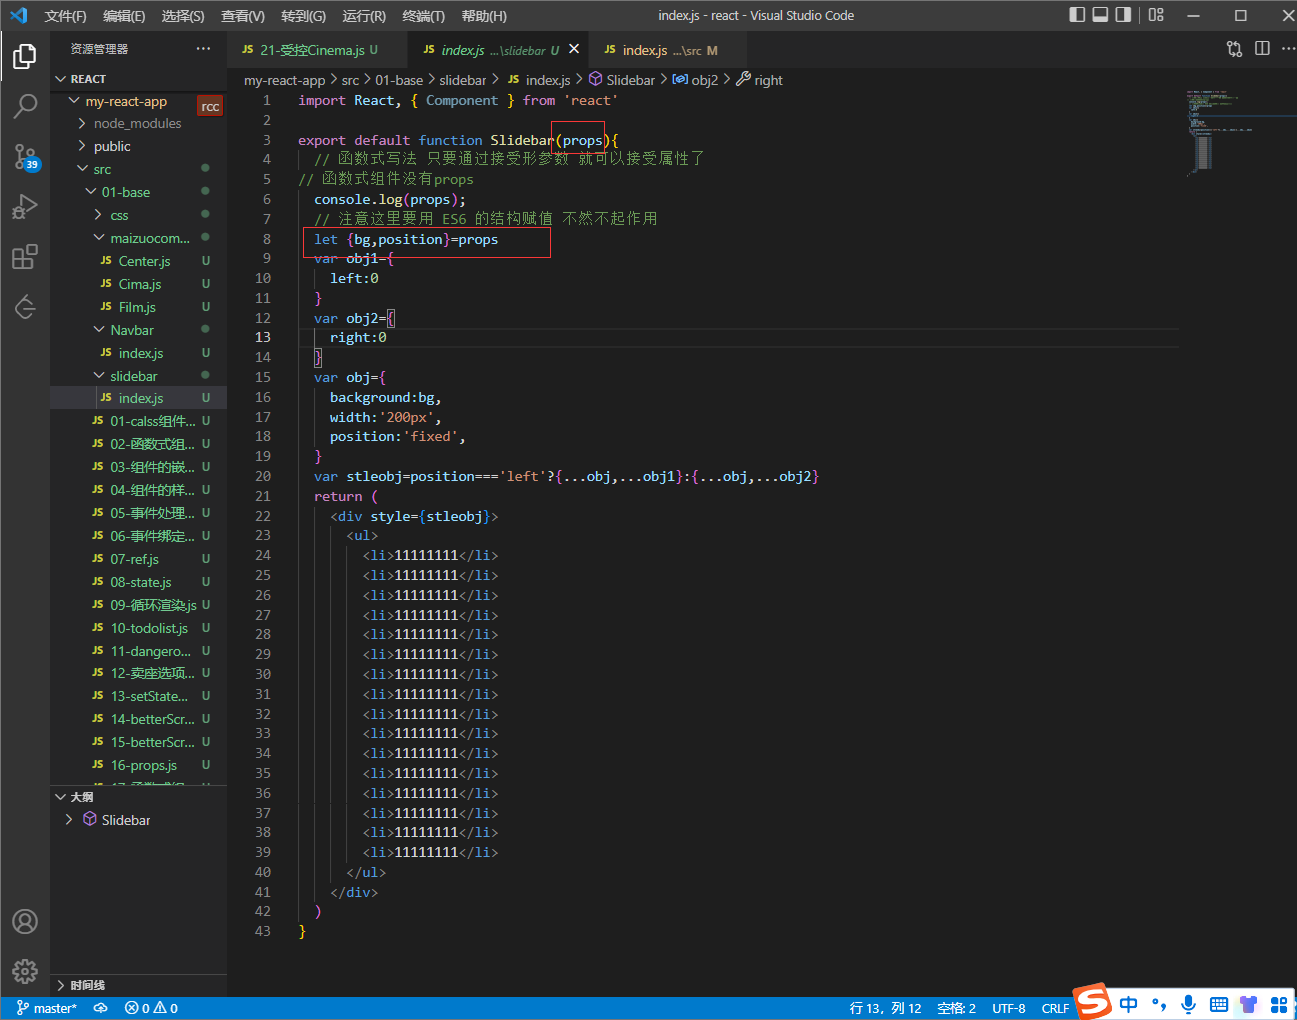 文件(F) 编辑(E) 选择(S) 查看(V) 转到(G) 运行(R) 终端(T) 帮助(H) index.js - react - Visual Studio Code
资源管理器 ···
REACT
my-react-app
rcc
node_modules
public
src
01-base
css
maizuocom...
JS Center.js U
JS Cima.js U
JS Film.js U
Navbar
JS index.js U
slidebar
JS index.js U
JS 01-calss组件... U
JS 02-函数式组... U
JS 03-组件的嵌... U
JS 04-组件的样... U
JS 05-事件处理... U
JS 06-事件绑定... U
JS 07-ref.js U
JS 08-state.js U
JS 09-循环渲染.js U
JS 10-todolist.js U
JS 11-dangero... U
JS 12-卖座选项... U
JS 13-setState... U
JS 14-betterScr... U
JS 15-betterScr... U
JS 16-props.js U
大纲
Slidebar
时间线
39
JS 21-受控Cinema.js U JS index.js ...\slidebar U JS index.js ...\src M
my-react-app > src > 01-base > slidebar > JS index.js > Slidebar > obj2 > right
1 import React, { Component } from 'react'
2
3 export default function Slidebar(props){
4 // 函数式写法 只要通过接受形参数 就可以接受属性了
5 // 函数式组件没有props
6 console.log(props);
7 // 注意这里要用 ES6 的结构赋值 不然不起作用
8 let {bg,position}=props
9 var obj1={
10 left:0
11 }
12 var obj2={
13 right:0
14 }
15 var obj={
16 background:bg,
17 width:'200px',
18 position:'fixed',
19 }
20 var stleobj=position==='left'?{...obj,...obj1}:{...obj,...obj2}
21 return (
22 <div style={stleobj}>
23 <ul>
24 <li>11111111</li>
25 <li>11111111</li>
26 <li>11111111</li>
27 <li>11111111</li>
28 <li>11111111</li>
29 <li>11111111</li>
30 <li>11111111</li>
31 <li>11111111</li>
32 <li>11111111</li>
33 <li>11111111</li>
34 <li>11111111</li>
35 <li>11111111</li>
36 <li>11111111</li>
37 <li>11111111</li>
38 <li>11111111</li>
39 <li>11111111</li>
40 </ul>
41 </div>
42 )
43 }
master* 0 0 行 13，列 12 空格: 2 UTF-8 CRLF S 中